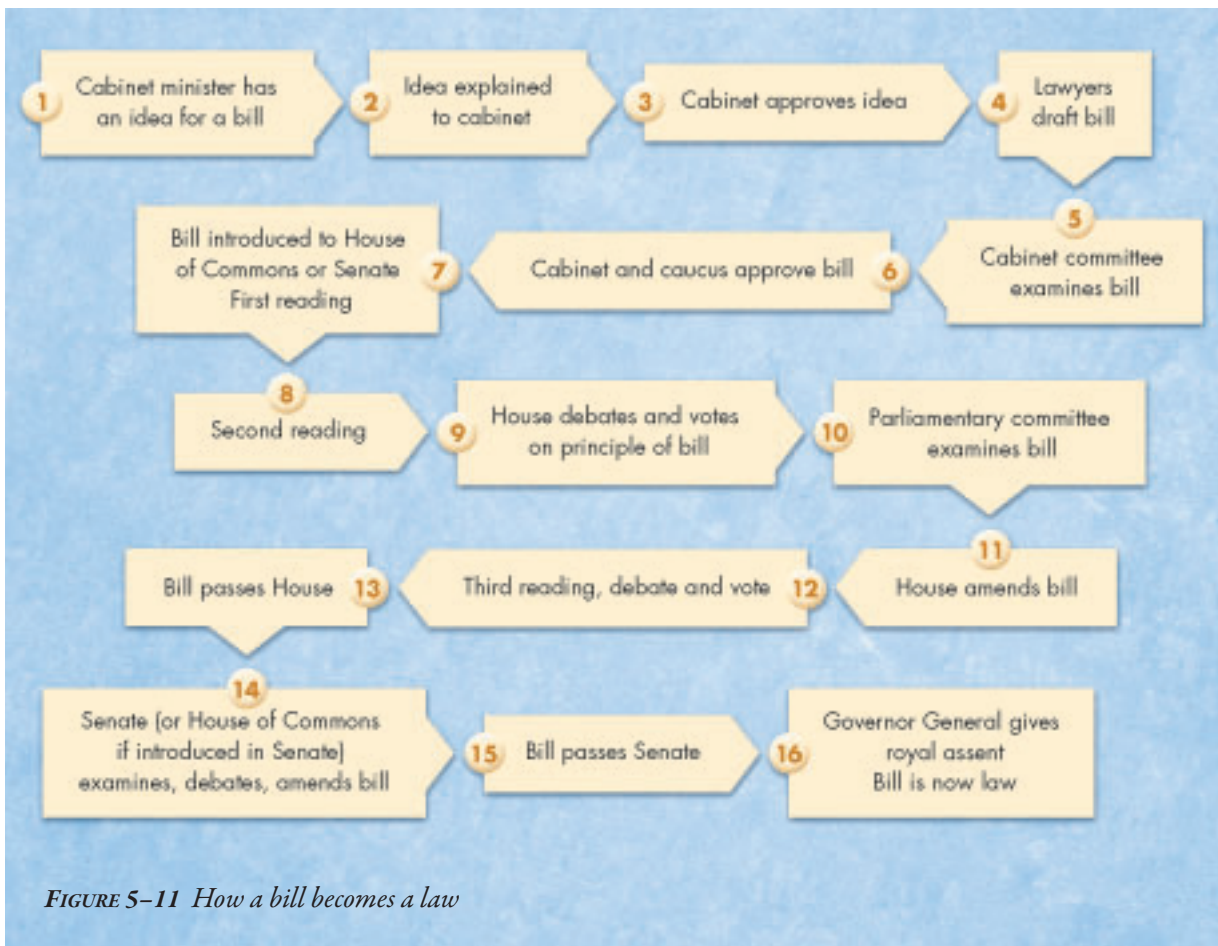 1
Cabinet minister has
an idea for a bill
2
Idea explained
to cabinet
3
Cabinet approves idea
4
Lawyers
draft bill
5
Cabinet committee
examines bill
6
Cabinet and caucus approve bill
7
Bill introduced to House
of Commons or Senate
First reading
8
Second reading
9
House debates and votes
on principle of bill
10
Parliamentary committee
examines bill
11
House amends bill
12
Third reading, debate and vote
13
Bill passes House
14
Senate (or House of Commons
if introduced in Senate)
examines, debates, amends bill
15
Bill passes Senate
16
Governor General gives
royal assent
Bill is now law
FIGURE 5–11 How a bill becomes a law